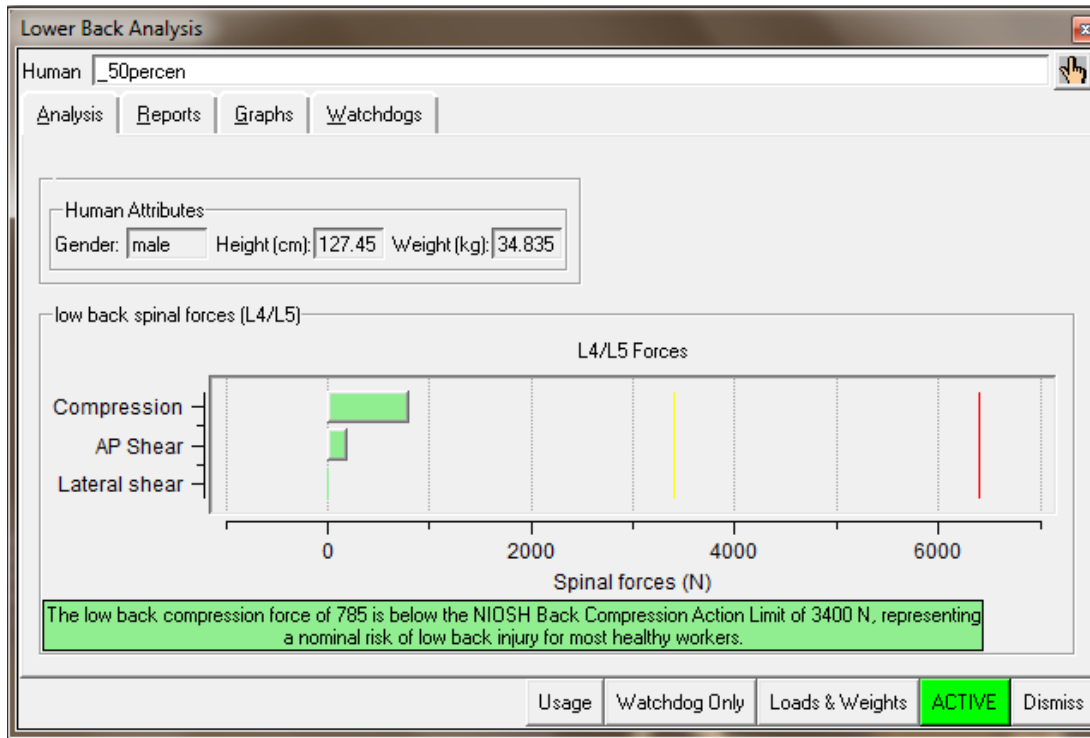 Lower Back Analysis
Human _50percen
Analysis Reports Graphs Watchdogs
Human Attributes
Gender: male Height (cm): 127.45 Weight (kg): 34.835
low back spinal forces (L4/L5)
L4/L5 Forces
Compression
AP Shear
Lateral shear
0 2000 4000 6000
Spinal forces (N)
The low back compression force of 785 is below the NIOSH Back Compression Action Limit of 3400 N, representing
a nominal risk of low back injury for most healthy workers.
Usage Watchdog Only Loads & Weights ACTIVE Dismiss